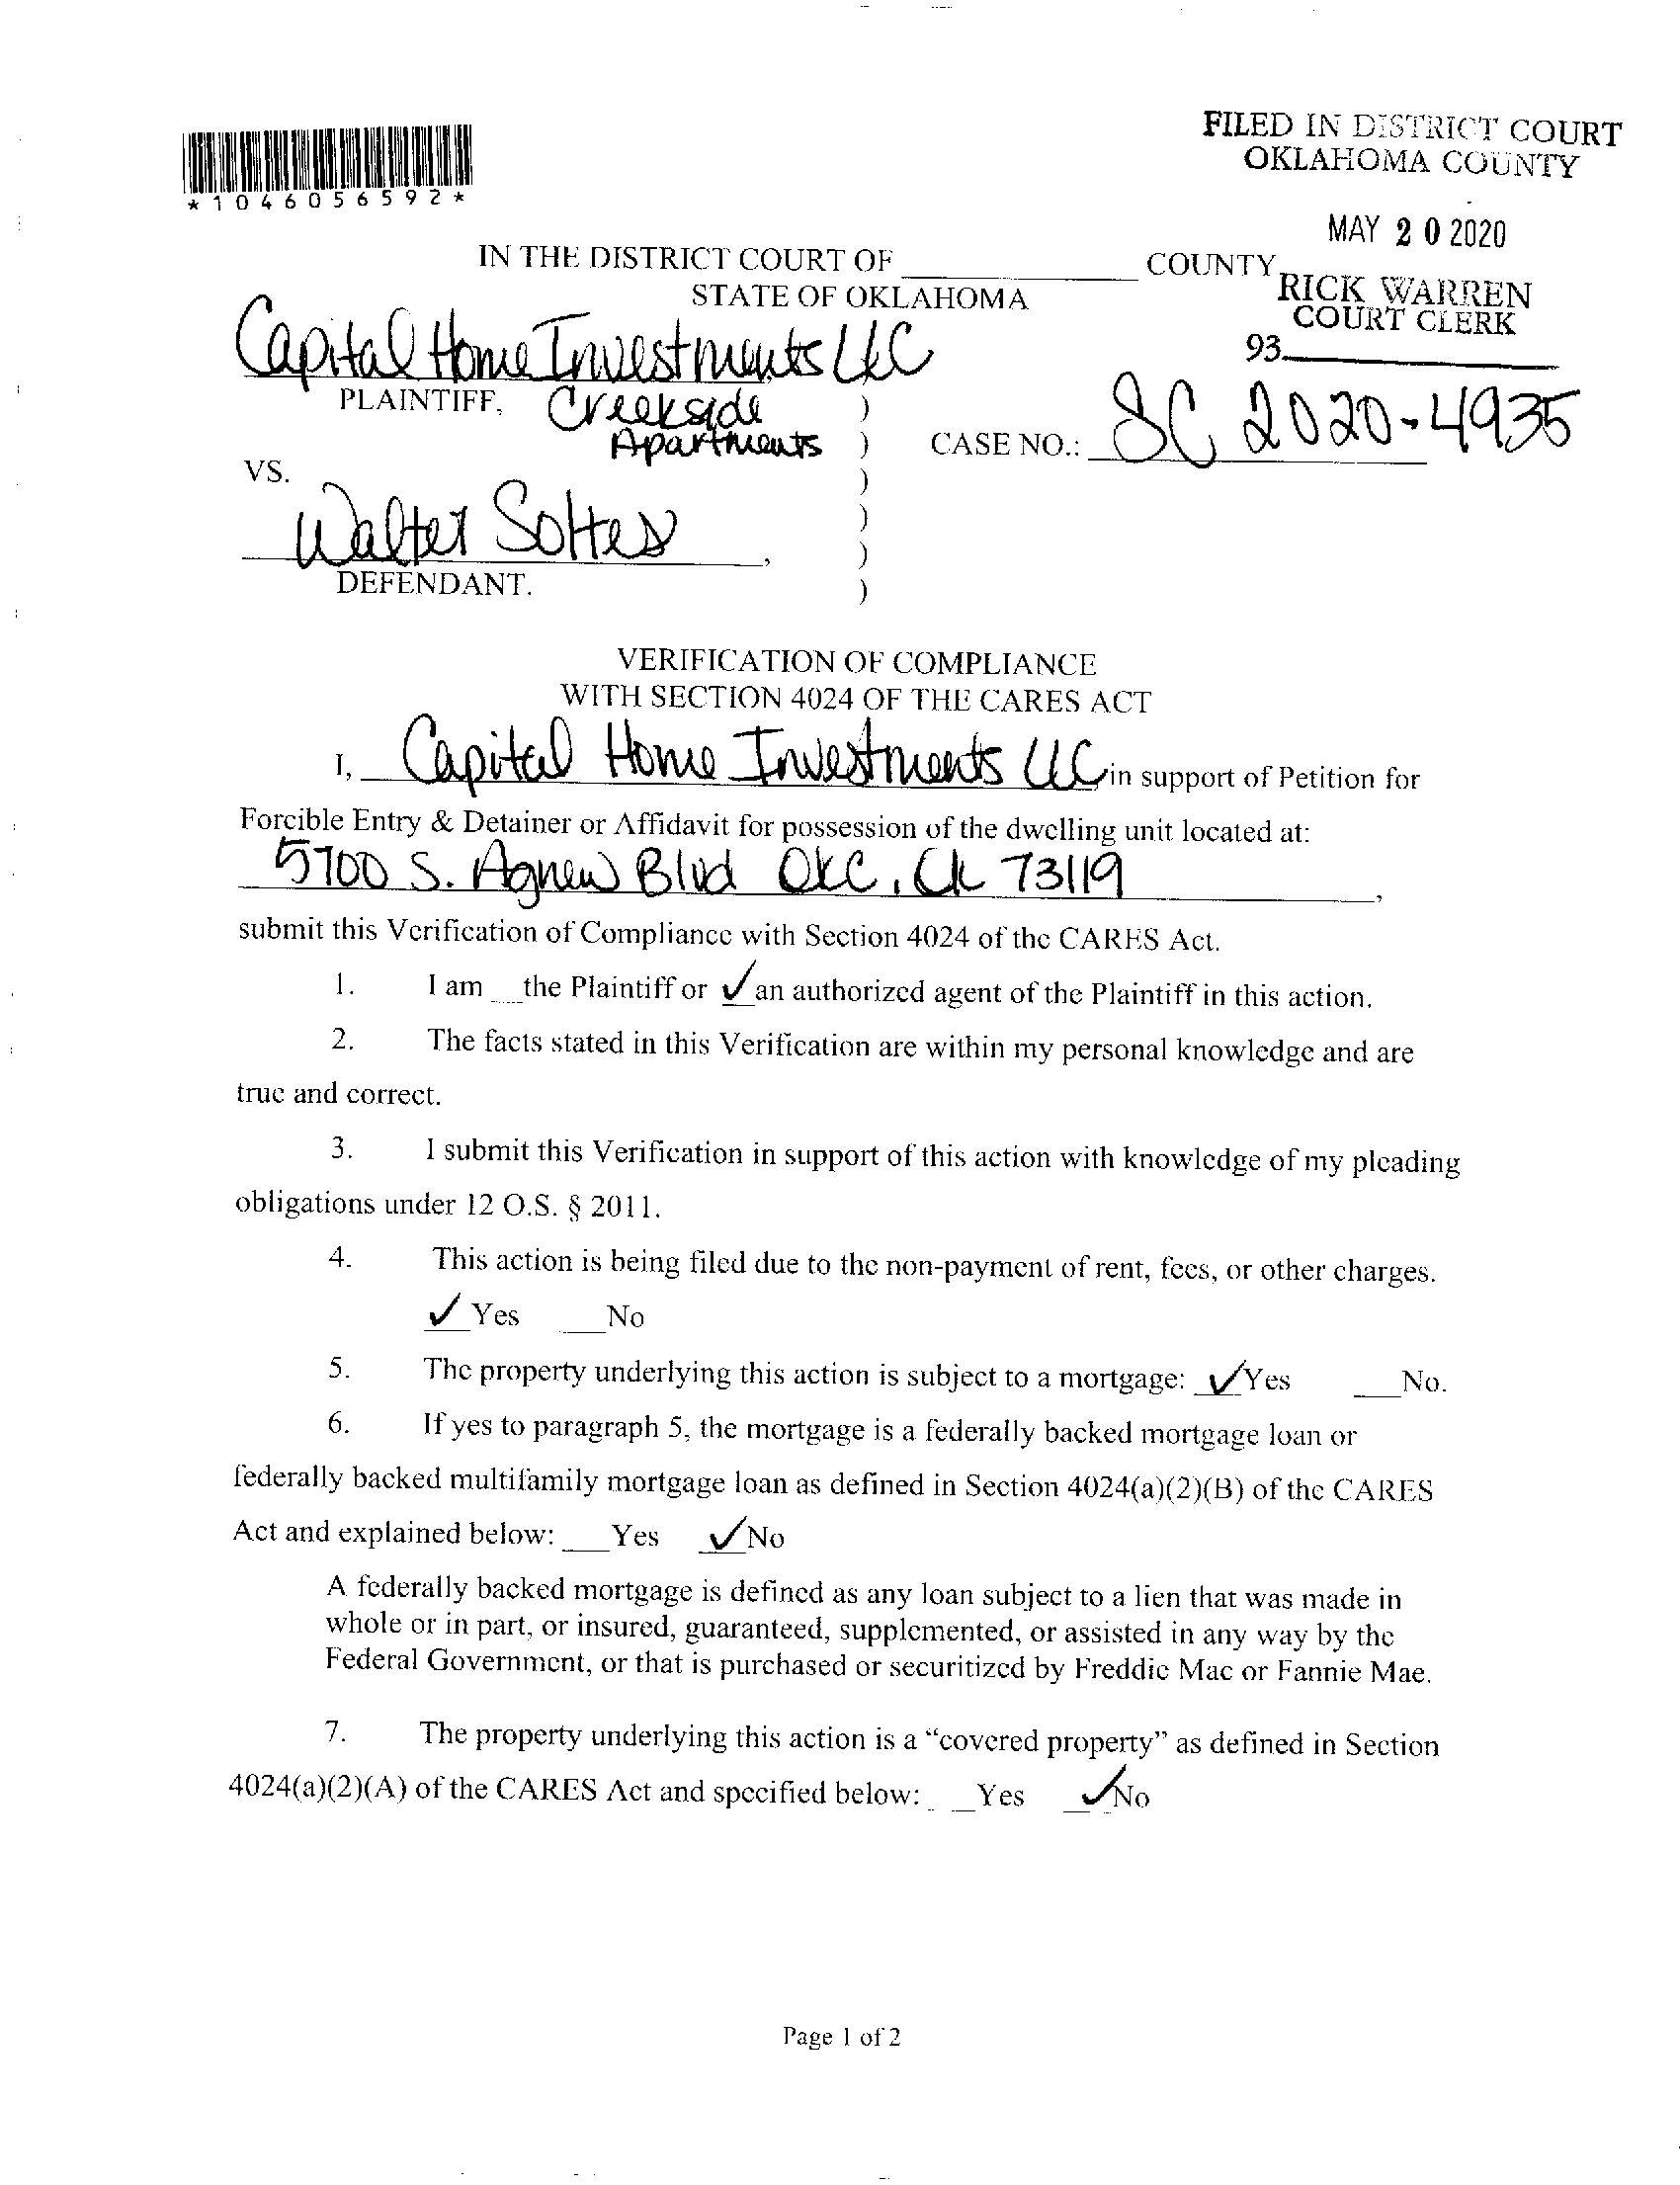 *1046056592*
FILED IN DISTRICT COURT
OKLAHOMA COUNTY
MAY 20 2020
RICK WARREN
COURT CLERK
93
IN THE DISTRICT COURT OF ____________ COUNTY
STATE OF OKLAHOMA
Capital Home Investments LLC
PLAINTIFF, Creekside )
Apartments ) CASE NO.: SC 2020-4935
VS. )
)
Walter Soltes , )
DEFENDANT. )
VERIFICATION OF COMPLIANCE
WITH SECTION 4024 OF THE CARES ACT
I, Capital Home Investments LLC, in support of Petition for
Forcible Entry & Detainer or Affidavit for possession of the dwelling unit located at:
5700 S. Agnew Blvd OKC, Ok 73119 ,
submit this Verification of Compliance with Section 4024 of the CARES Act.
1. I am __the Plaintiff or ✓ an authorized agent of the Plaintiff in this action.
2. The facts stated in this Verification are within my personal knowledge and are
true and correct.
3. I submit this Verification in support of this action with knowledge of my pleading
obligations under 12 O.S. § 2011.
4. This action is being filed due to the non-payment of rent, fees, or other charges.
✓ Yes ___No
5. The property underlying this action is subject to a mortgage: ✓Yes ___No.
6. If yes to paragraph 5, the mortgage is a federally backed mortgage loan or
federally backed multifamily mortgage loan as defined in Section 4024(a)(2)(B) of the CARES
Act and explained below: ___Yes ✓No
A federally backed mortgage is defined as any loan subject to a lien that was made in
whole or in part, or insured, guaranteed, supplemented, or assisted in any way by the
Federal Government, or that is purchased or securitized by Freddie Mac or Fannie Mae.
7. The property underlying this action is a “covered property” as defined in Section
4024(a)(2)(A) of the CARES Act and specified below: ___Yes ✓No
Page 1 of 2